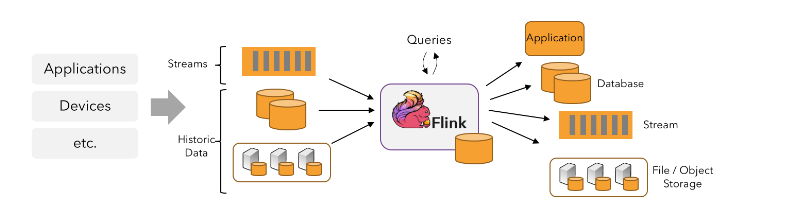 Applications
Devices
etc.
Streams
Historic
Data
Queries
Flink
Application
Database
Stream
File / Object
Storage